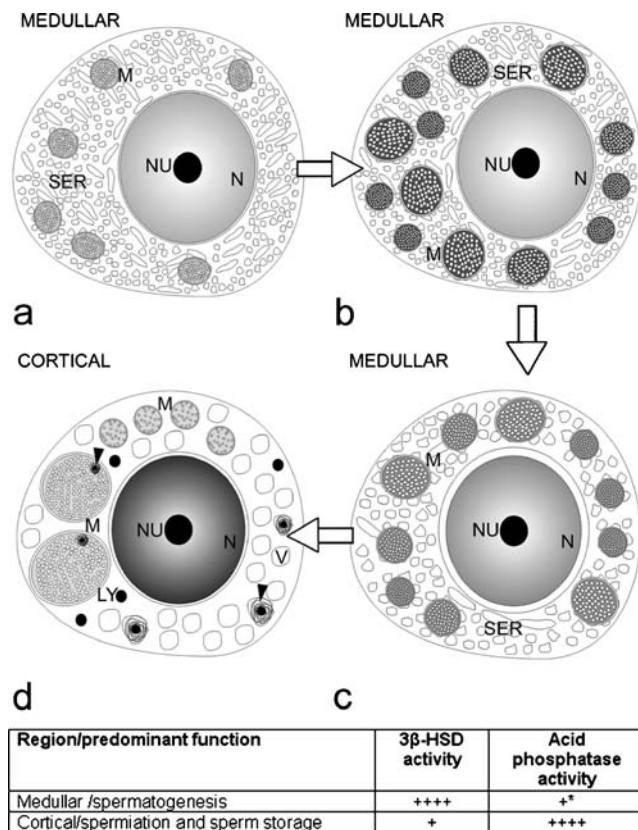 MEDULLAR MEDULLAR
M SER
NU N NU N
SER
M
a b
CORTICAL MEDULLAR
M
M
NU N NU N
M V
LY
SER
d c
Region/predominant function 3β-HSD activity Acid phosphatase activity
Medullar /spermatogenesis ++++ +*
Cortical/spermiation and sperm storage + ++++